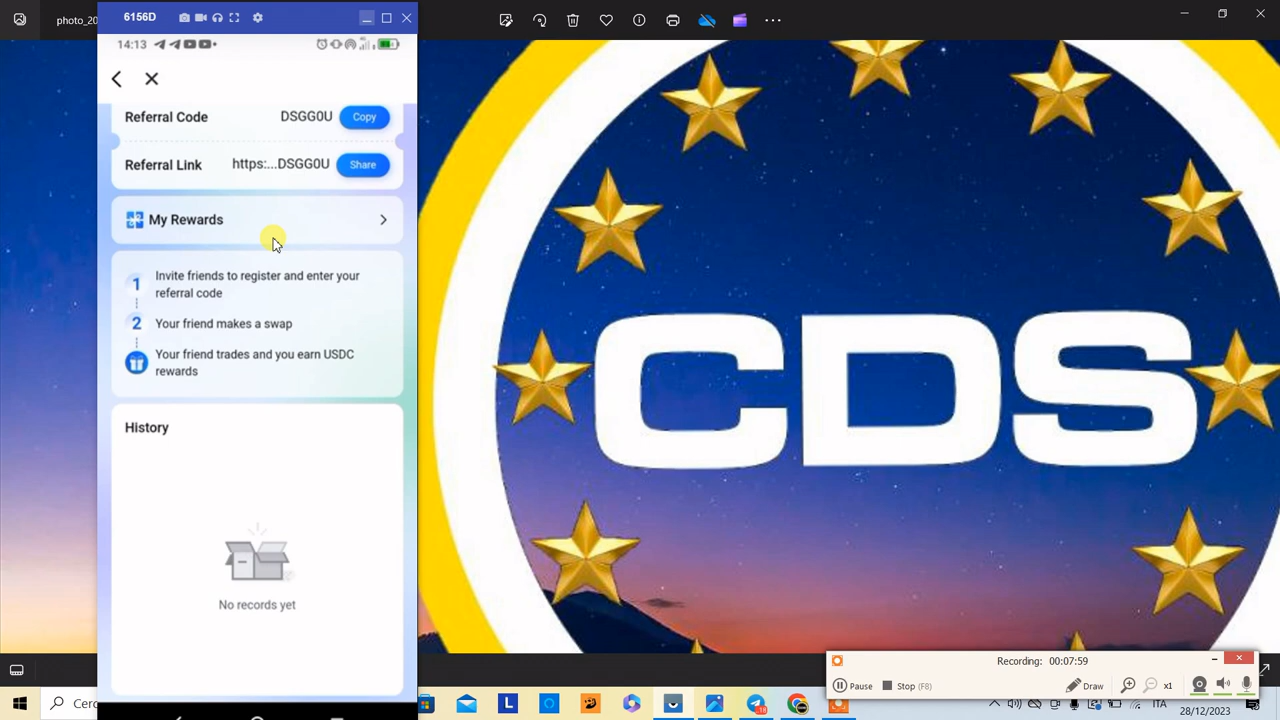 photo_20
6156D
14:13
Referral Code
DSGG0U
Copy
Referral Link
https:...DSGG0U
Share
My Rewards
1
Invite friends to register and enter your
referral code
2
Your friend makes a swap
Your friend trades and you earn USDC
rewards
History
No records yet
CDS
Recording: 00:07:59
Pause
Stop (F8)
Draw
x1
Cerc
L
ITA
28/12/2023